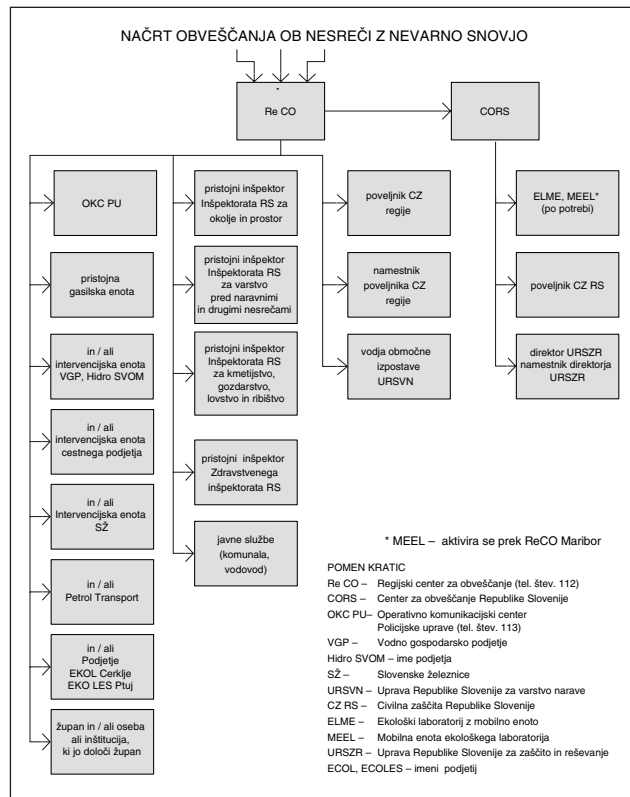 NAČRT OBVEŠČANJA OB NESREČI Z NEVARNO SNOVJO
Re CO
CORS
OKC PU
pristojna
gasilska enota
in / ali
intervencijska enota
VGP, Hidro SVOM
in / ali
intervencijska enota
cestnega podjetja
in / ali
Intervencijska enota
SŽ
in / ali
Petrol Transport
in / ali
Podjetje
EKOL Cerklje
EKO LES Ptuj
župan in / ali oseba
ali inštitucija,
ki jo določi župan
pristojni inšpektor
Inšpektorata RS za
okolje in prostor
pristojni inšpektor
Inšpektorata RS
za varstvo
pred naravnimi
in drugimi nesrečami
pristojni inšpektor
Inšpektorata RS
za kmetijstvo,
gozdarstvo,
lovstvo in ribištvo
pristojni inšpektor
Zdravstvenega
inšpektorata RS
javne službe
(komunala,
vodovod)
poveljnik CZ
regije
namestnik
poveljnika CZ
regije
vodja območne
izpostave
URSVN
ELME, MEEL*
(po potrebi)
poveljnik CZ RS
direktor URSZR
namestnik direktorja
URSZR
* MEEL – aktivira se prek ReCO Maribor
POMEN KRATIC
Re CO – Regijski center za obveščanje (tel. štev. 112)
CORS – Center za obveščanje Republike Slovenije
OKC PU– Operativno komunikacijski center
Policijske uprave (tel. štev. 113)
VGP – Vodno gospodarsko podjetje
Hidro SVOM – ime podjetja
SŽ – Slovenske železnice
URSVN – Uprava Republike Slovenije za varstvo narave
CZ RS – Civilna zaščita Republike Slovenije
ELME – Ekološki laboratorij z mobilno enoto
MEEL – Mobilna enota ekološkega laboratorija
URSZR – Uprava Republike Slovenije za zaščito in reševanje
ECOL, ECOLES – imeni podjetij